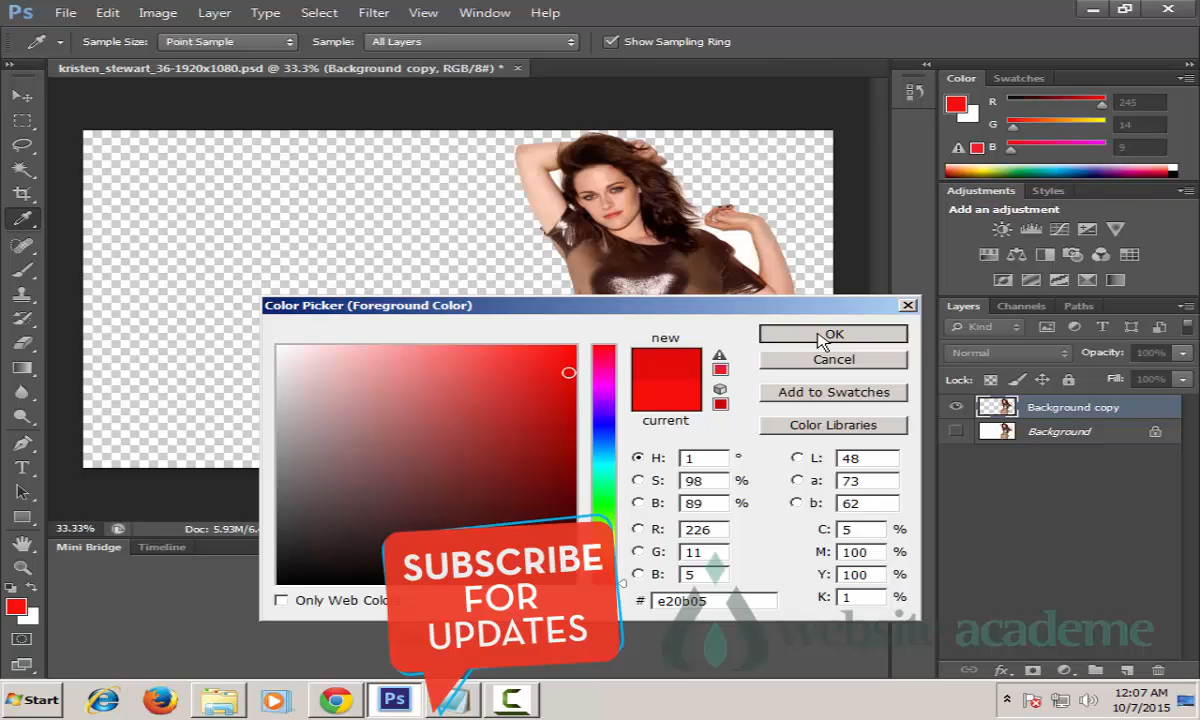 Ps File Edit Image Layer Type Select Filter View Window Help
Sample Size: Point Sample Sample: All Layers Show Sampling Ring
kristen_stewart_36-1920x1080.psd @ 33.3% (Background copy, RGB/8#) * ×
Color Swatches
R 245
G 14
B 9
Adjustments Styles
Add an adjustment
Layers Channels Paths
Kind
Normal Opacity: 100%
Lock: Fill: 100%
Background copy
Background
Color Picker (Foreground Color)
new
current
OK
Cancel
Add to Swatches
Color Libraries
H: 1 °
S: 98 %
B: 89 %
R: 226
G: 11
B: 5
# e20b05
L: 48
a: 73
b: 62
C: 5 %
M: 100 %
Y: 100 %
K: 1 %
Only Web Colo
33.33% Doc: 5.93M/6.
Mini Bridge Timeline
SUBSCRIBE
FOR
UPDATES
website academe
Start
Ps
12:07 AM
10/7/2015